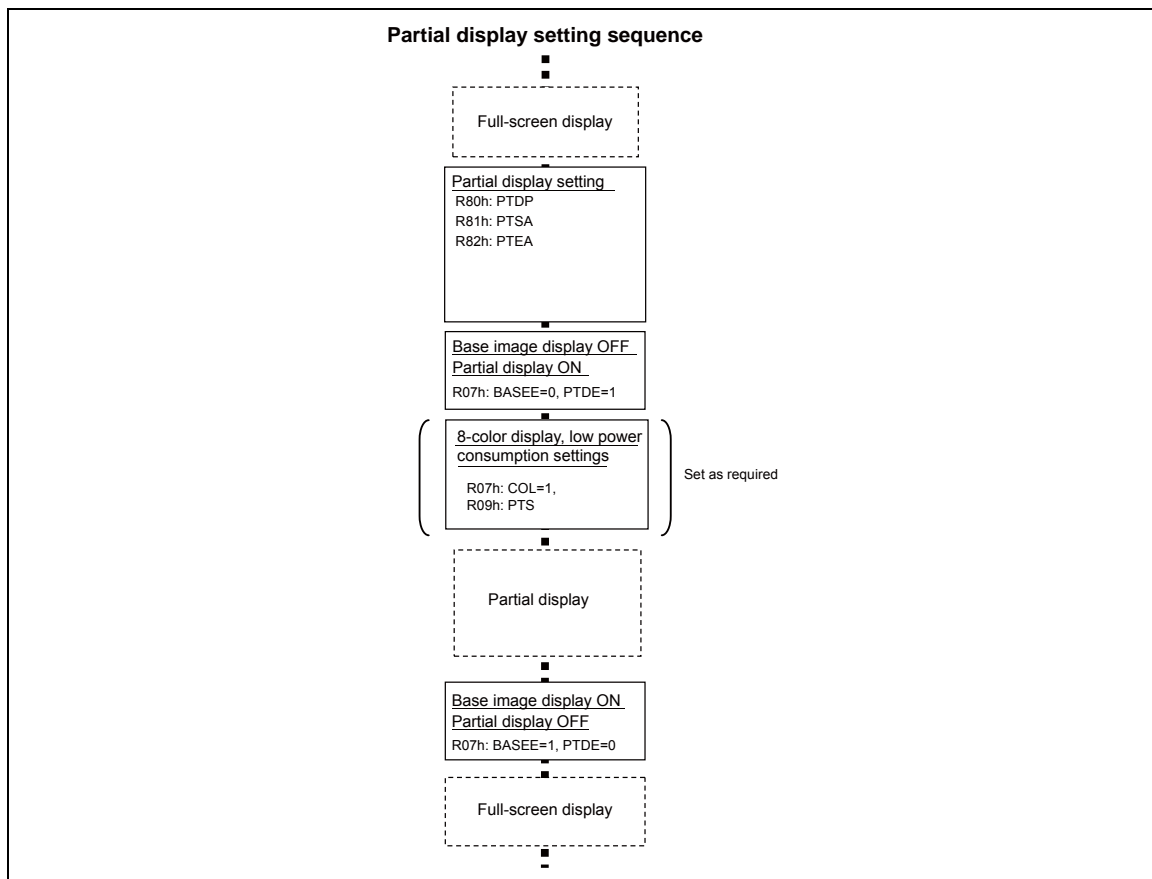 Partial display setting sequence
Full-screen display
Partial display setting
R80h: PTDP
R81h: PTSA
R82h: PTEA
Base image display OFF
Partial display ON
R07h: BASEE=0, PTDE=1
8-color display, low power
consumption settings
R07h: COL=1,
R09h: PTS
Set as required
Partial display
Base image display ON
Partial display OFF
R07h: BASEE=1, PTDE=0
Full-screen display